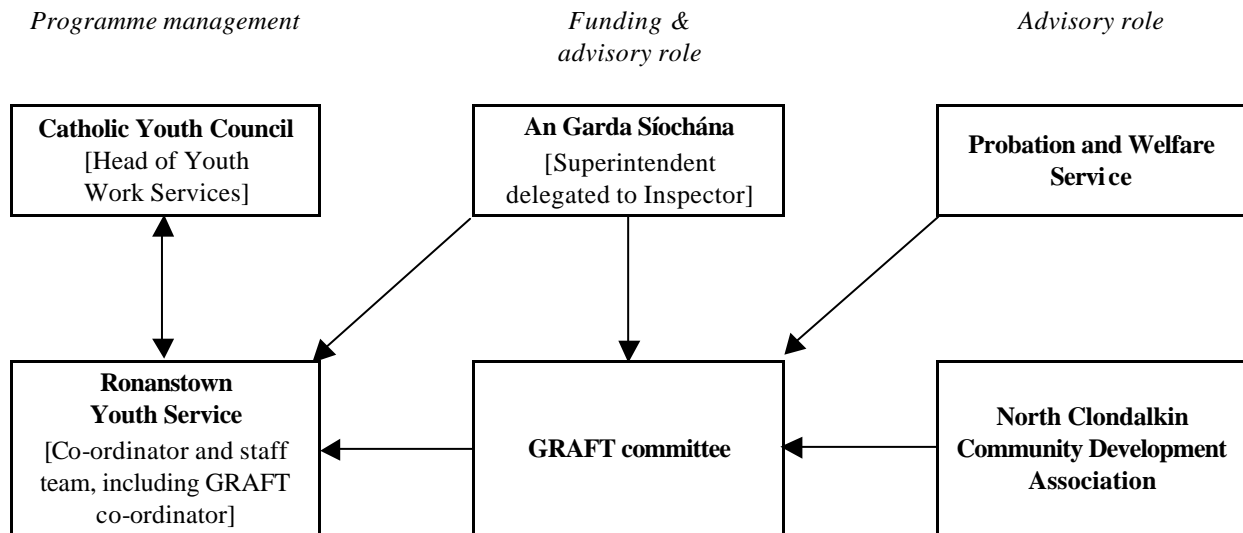 Programme management
Funding &
advisory role
Advisory role
Catholic Youth Council
[Head of Youth
Work Services]
An Garda Síochána
[Superintendent
delegated to Inspector]
Probation and Welfare
Service
Ronanstown
Youth Service
[Co-ordinator and staff
team, including GRAFT
co-ordinator]
GRAFT committee
North Clondalkin
Community Development
Association